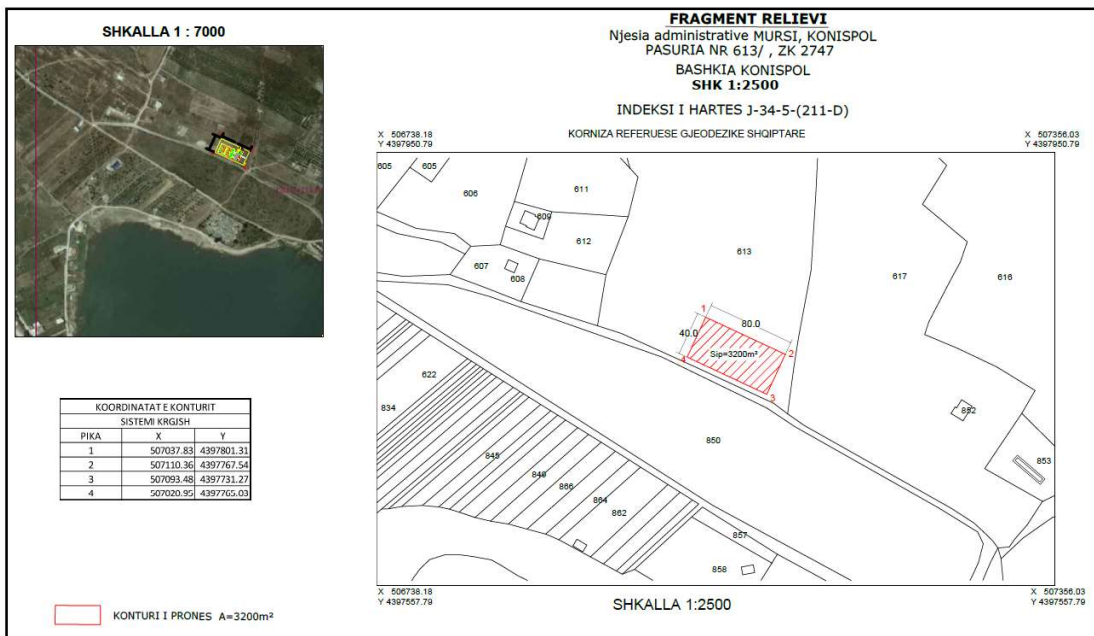 SHKALLA 1 : 7000
FRAGMENT RELIEVI
Njesia administrative MURSI, KONISPOL
PASURIA NR 613/ , ZK 2747
BASHKIA KONISPOL
SHK 1:2500
INDEKSI I HARTES J-34-5-(211-D)
X 506738.18
Y 4397950.79
KORNIZA REFERUESE GJEODEZIKE SHQIPTARE
X 507356.03
Y 4397950.79
605
605
606
611
609
612
607
608
613
617
616
1
80.0
40.0
2
4
Sip=3200m²
3
622
834
852
850
845
849
866
864
862
853
857
858
KOORDINATAT E KONTURIT
SISTEMI KRGJSH
PIKA X Y
1 507037.83 4397801.31
2 507110.36 4397767.54
3 507093.48 4397731.27
4 507020.95 4397765.03
X 506738.18
Y 4397557.79
SHKALLA 1:2500
X 507356.03
Y 4397557.79
KONTURI I PRONES A=3200m²